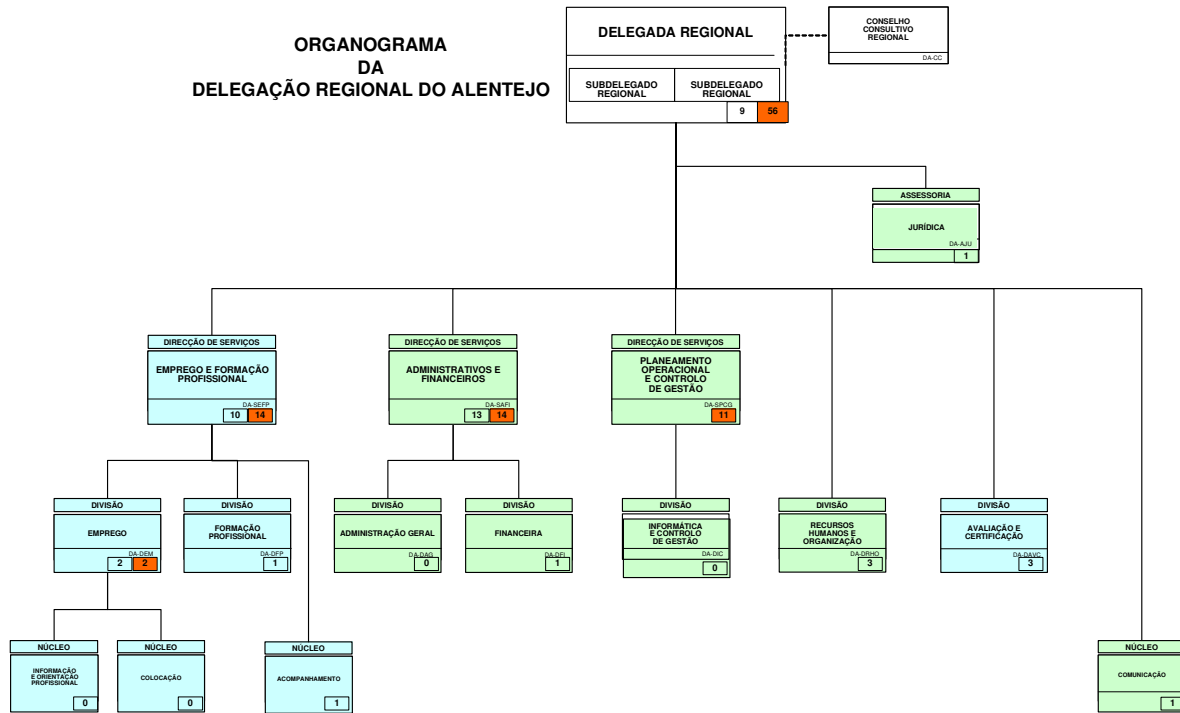 ORGANOGRAMA
DA
DELEGAÇÃO REGIONAL DO ALENTEJO
DELEGADA REGIONAL
SUBDELEGADO
REGIONAL
SUBDELEGADO
REGIONAL
9
56
CONSELHO
CONSULTIVO
REGIONAL
DA-CC
ASSESSORIA
JURÍDICA
DA-AJU
1
DIRECÇÃO DE SERVIÇOS
EMPREGO E FORMAÇÃO
PROFISSIONAL
DA-SEFP
10
14
DIRECÇÃO DE SERVIÇOS
ADMINISTRATIVOS E
FINANCEIROS
DA-SAFI
13
14
DIRECÇÃO DE SERVIÇOS
PLANEAMENTO
OPERACIONAL
E CONTROLO
DE GESTÃO
DA-SPCG
11
DIVISÃO
EMPREGO
DA-DEM
2
2
DIVISÃO
FORMAÇÃO
PROFISSIONAL
DA-DFP
1
DIVISÃO
ADMINISTRAÇÃO GERAL
DA-DAG
0
DIVISÃO
FINANCEIRA
DA-DFI
1
DIVISÃO
INFORMÁTICA
E CONTROLO
DE GESTÃO
DA-DIC
0
DIVISÃO
RECURSOS
HUMANOS E
ORGANIZAÇÃO
DA-DRHO
3
DIVISÃO
AVALIAÇÃO E
CERTIFICAÇÃO
DA-DAVC
3
NÚCLEO
INFORMAÇÃO
E ORIENTAÇÃO
PROFISSIONAL
0
NÚCLEO
COLOCAÇÃO
0
NÚCLEO
ACOMPANHAMENTO
1
NÚCLEO
COMUNICAÇÃO
1